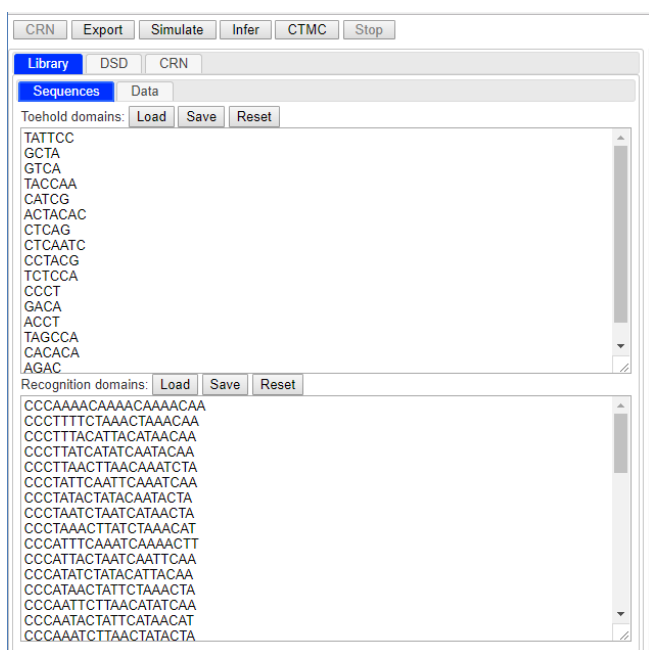 CRN Export Simulate Infer CTMC Stop
Library DSD CRN
Sequences Data
Toehold domains: Load Save Reset
TATTCC
GCTA
GTCA
TACCAA
CATCG
ACTACAC
CTCAG
CTCAATC
CCTACG
TCTCCA
CCCT
GACA
ACCT
TAGCCA
CACACA
AGAC
Recognition domains: Load Save Reset
CCCAAAACAAAACAAAACAA
CCCTTTTCTAAACTAAACAA
CCCTTTACATTACATAACAA
CCCTTATCATATCAATACAA
CCCTTAACTTAACAAATCTA
CCCTATTCAATTCAAATCAA
CCCTATACTATACAATACTA
CCCTAATCTAATCATAACTA
CCCTAAACTTATCTAAACAT
CCCATTTCAAATCAAAACTT
CCCATTACTAATCAATTCAA
CCCATATCTATACATTACAA
CCCATAACTATTCTAAACTA
CCCAATTCTTAACATATCAA
CCCAATACTATTCATAACAT
CCCAAATCTTAACTATACTA